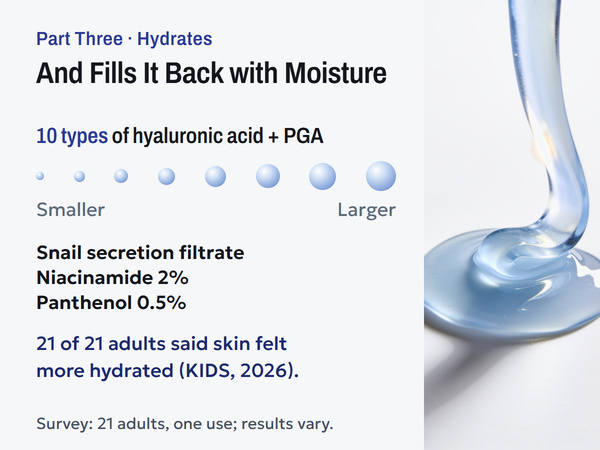 Part Three · Hydrates
And Fills It Back with Moisture
10 types of hyaluronic acid + PGA
Smaller
Larger
Snail secretion filtrate
Niacinamide 2%
Panthenol 0.5%
21 of 21 adults said skin felt
more hydrated (KIDS, 2026).
Survey: 21 adults, one use; results vary.